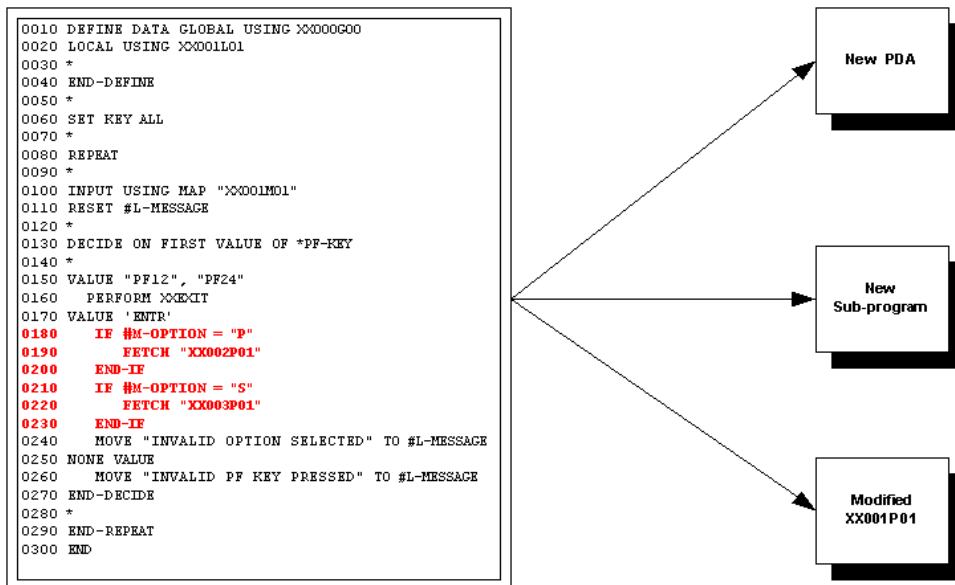 0010 DEFINE DATA GLOBAL USING XX000G00
0020 LOCAL USING XX001L01
0030 *
0040 END-DEFINE
0050 *
0060 SET KEY ALL
0070 *
0080 REPEAT
0090 *
0100 INPUT USING MAP "XX001M01"
0110 RESET #L-MESSAGE
0120 *
0130 DECIDE ON FIRST VALUE OF *PF-KEY
0140 *
0150 VALUE "PF12", "PF24"
0160 PERFORM XXEXIT
0170 VALUE 'ENTR'
0180 IF #M-OPTION = "P"
0190 FETCH "XX002P01"
0200 END-IF
0210 IF #M-OPTION = "S"
0220 FETCH "XX003P01"
0230 END-IF
0240 MOVE "INVALID OPTION SELECTED" TO #L-MESSAGE
0250 NONE VALUE
0260 MOVE "INVALID PF KEY PRESSED" TO #L-MESSAGE
0270 END-DECIDE
0280 *
0290 END-REPEAT
0300 END
New PDA
New
Sub-program
Modified
XX001P01